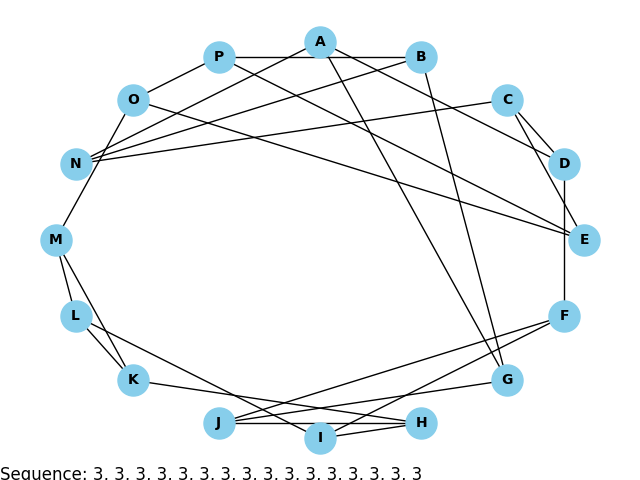 A
P
B
O
C
N
D
M
E
L
F
K
G
J
H
I
Sequence: 3, 3, 3, 3, 3, 3, 3, 3, 3, 3, 3, 3, 3, 3, 3, 3